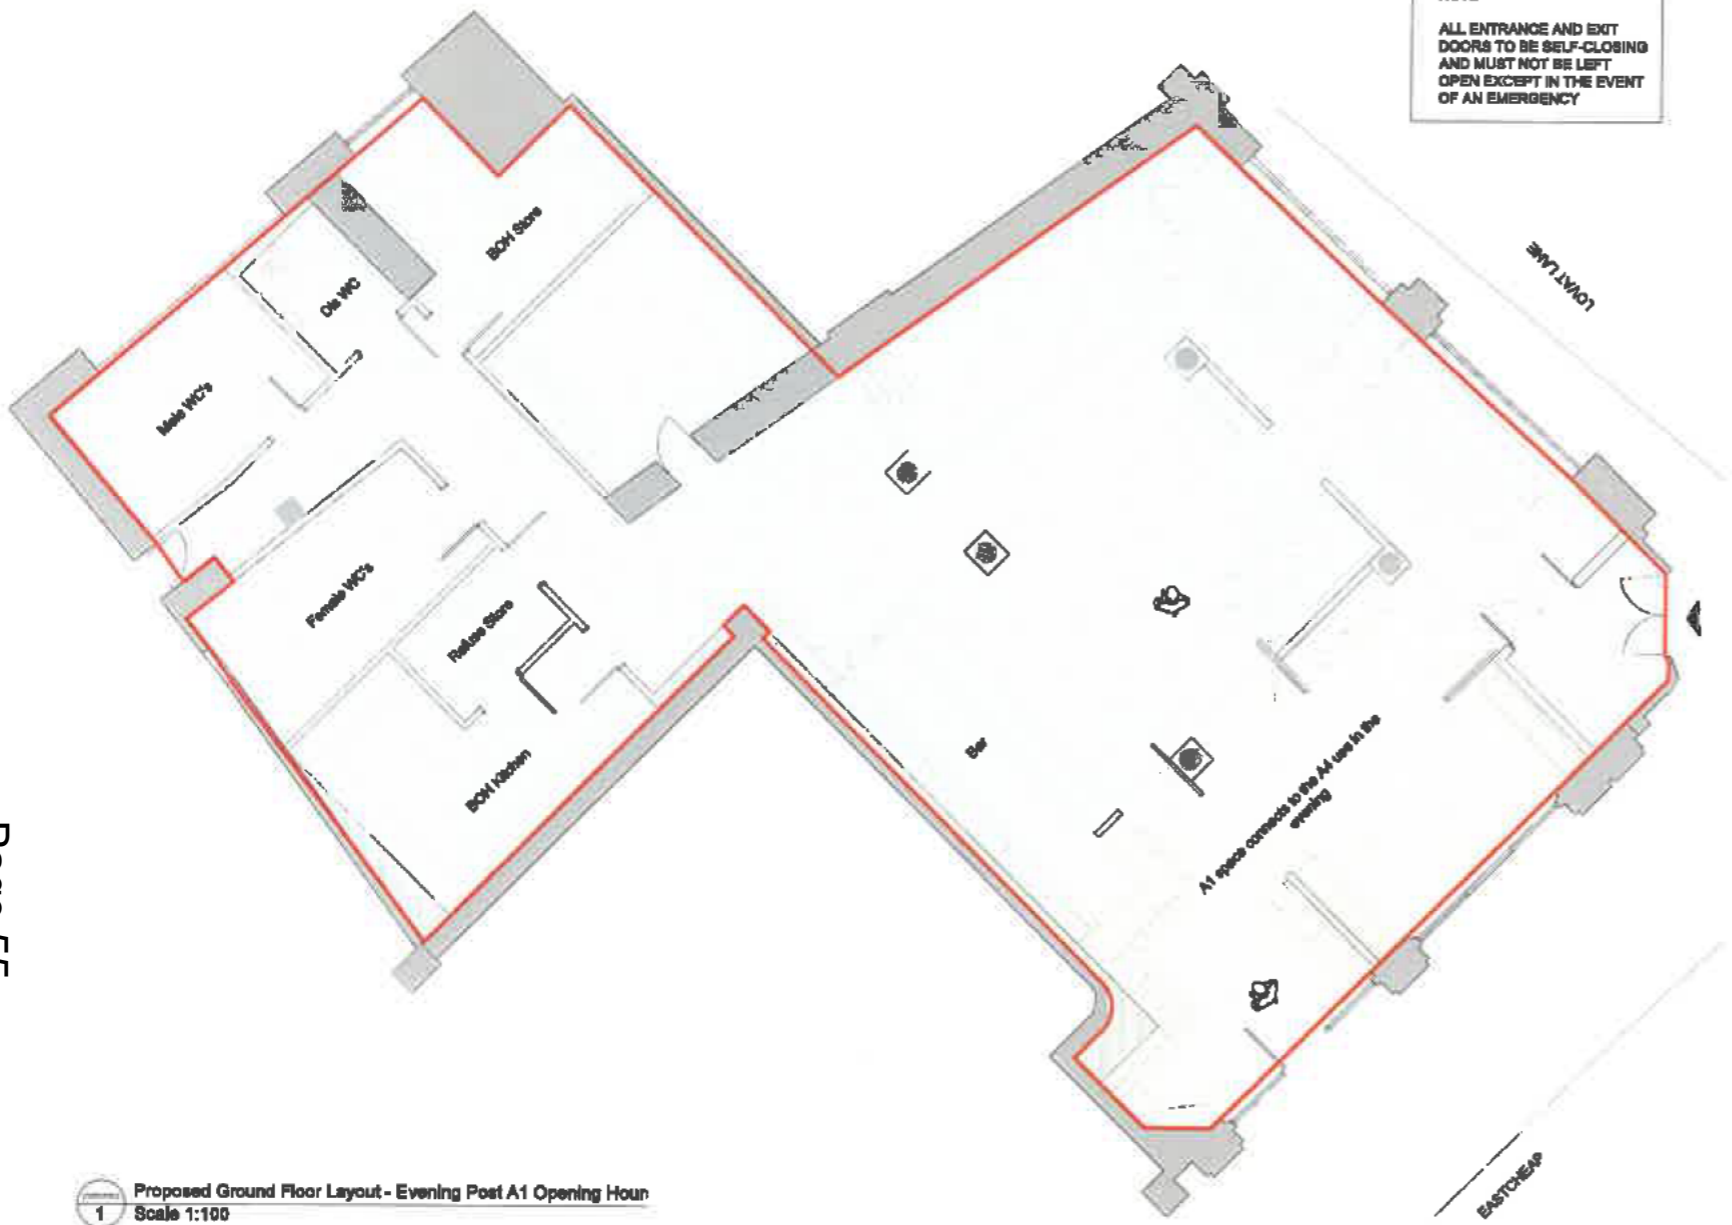 ALL ENTRANCE AND EXIT
DOORS TO BE SELF-CLOSING
AND MUST NOT BE LEFT
OPEN EXCEPT IN THE EVENT
OF AN EMERGENCY
LOVAT LANE
BOH Store
Dis WC
Male WC's
Female WC's
Refuse Store
BOH Kitchen
Bar
A1 space connects to the A4 use in the
evening
EASTCHEAP
Proposed Ground Floor Layout - Evening Post A1 Opening Hour
1
Scale 1:100